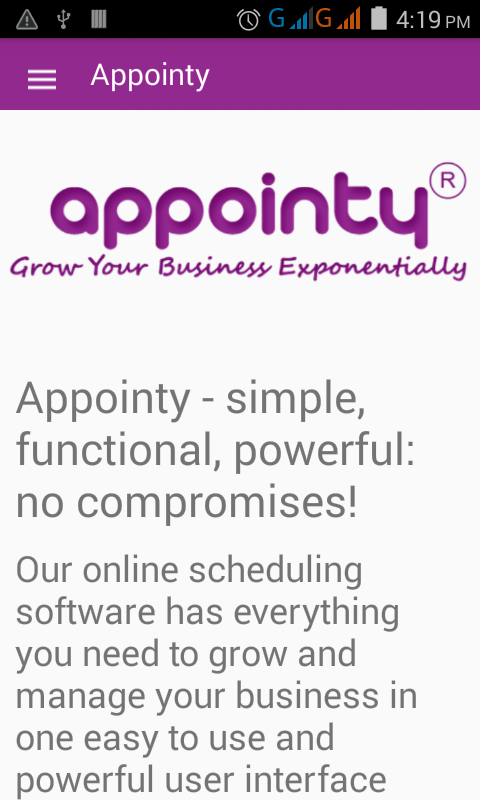 G G 4:19 PM
Appointy
appointy®
Grow Your Business Exponentially
Appointy - simple,
functional, powerful:
no compromises!
Our online scheduling
software has everything
you need to grow and
manage your business in
one easy to use and
powerful user interface